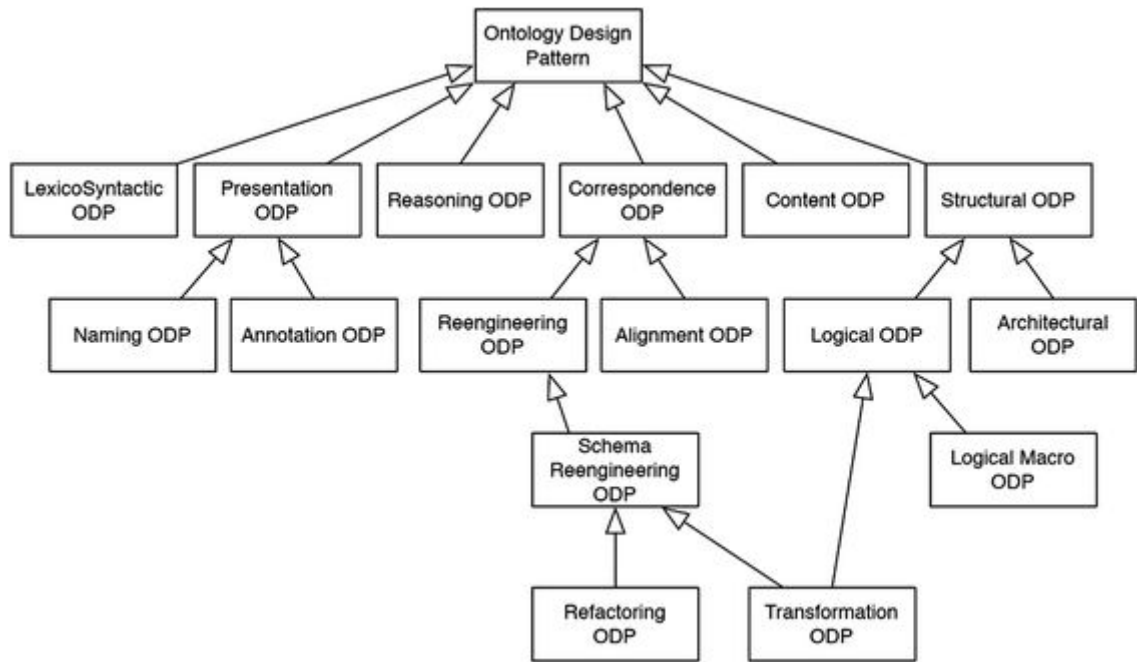 Ontology Design
Pattern
LexicoSyntactic
ODP
Presentation
ODP
Reasoning ODP
Correspondence
ODP
Content ODP
Structural ODP
Naming ODP
Annotation ODP
Reengineering
ODP
Alignment ODP
Logical ODP
Architectural
ODP
Schema
Reengineering
ODP
Logical Macro
ODP
Refactoring
ODP
Transformation
ODP